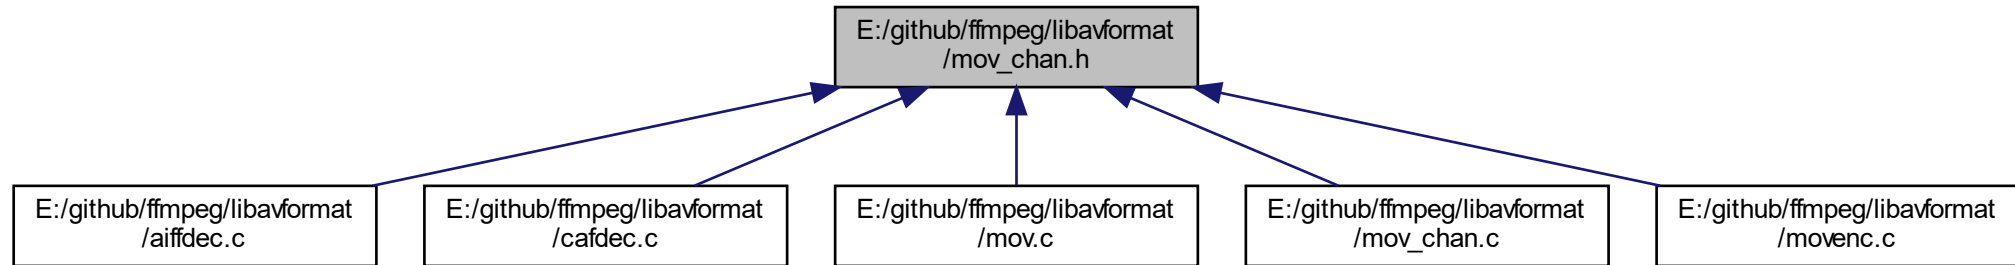 E:/github/ffmpeg/libavformat
/mov_chan.h
E:/github/ffmpeg/libavformat
/aiffdec.c
E:/github/ffmpeg/libavformat
/cafdec.c
E:/github/ffmpeg/libavformat
/mov.c
E:/github/ffmpeg/libavformat
/mov_chan.c
E:/github/ffmpeg/libavformat
/movenc.c